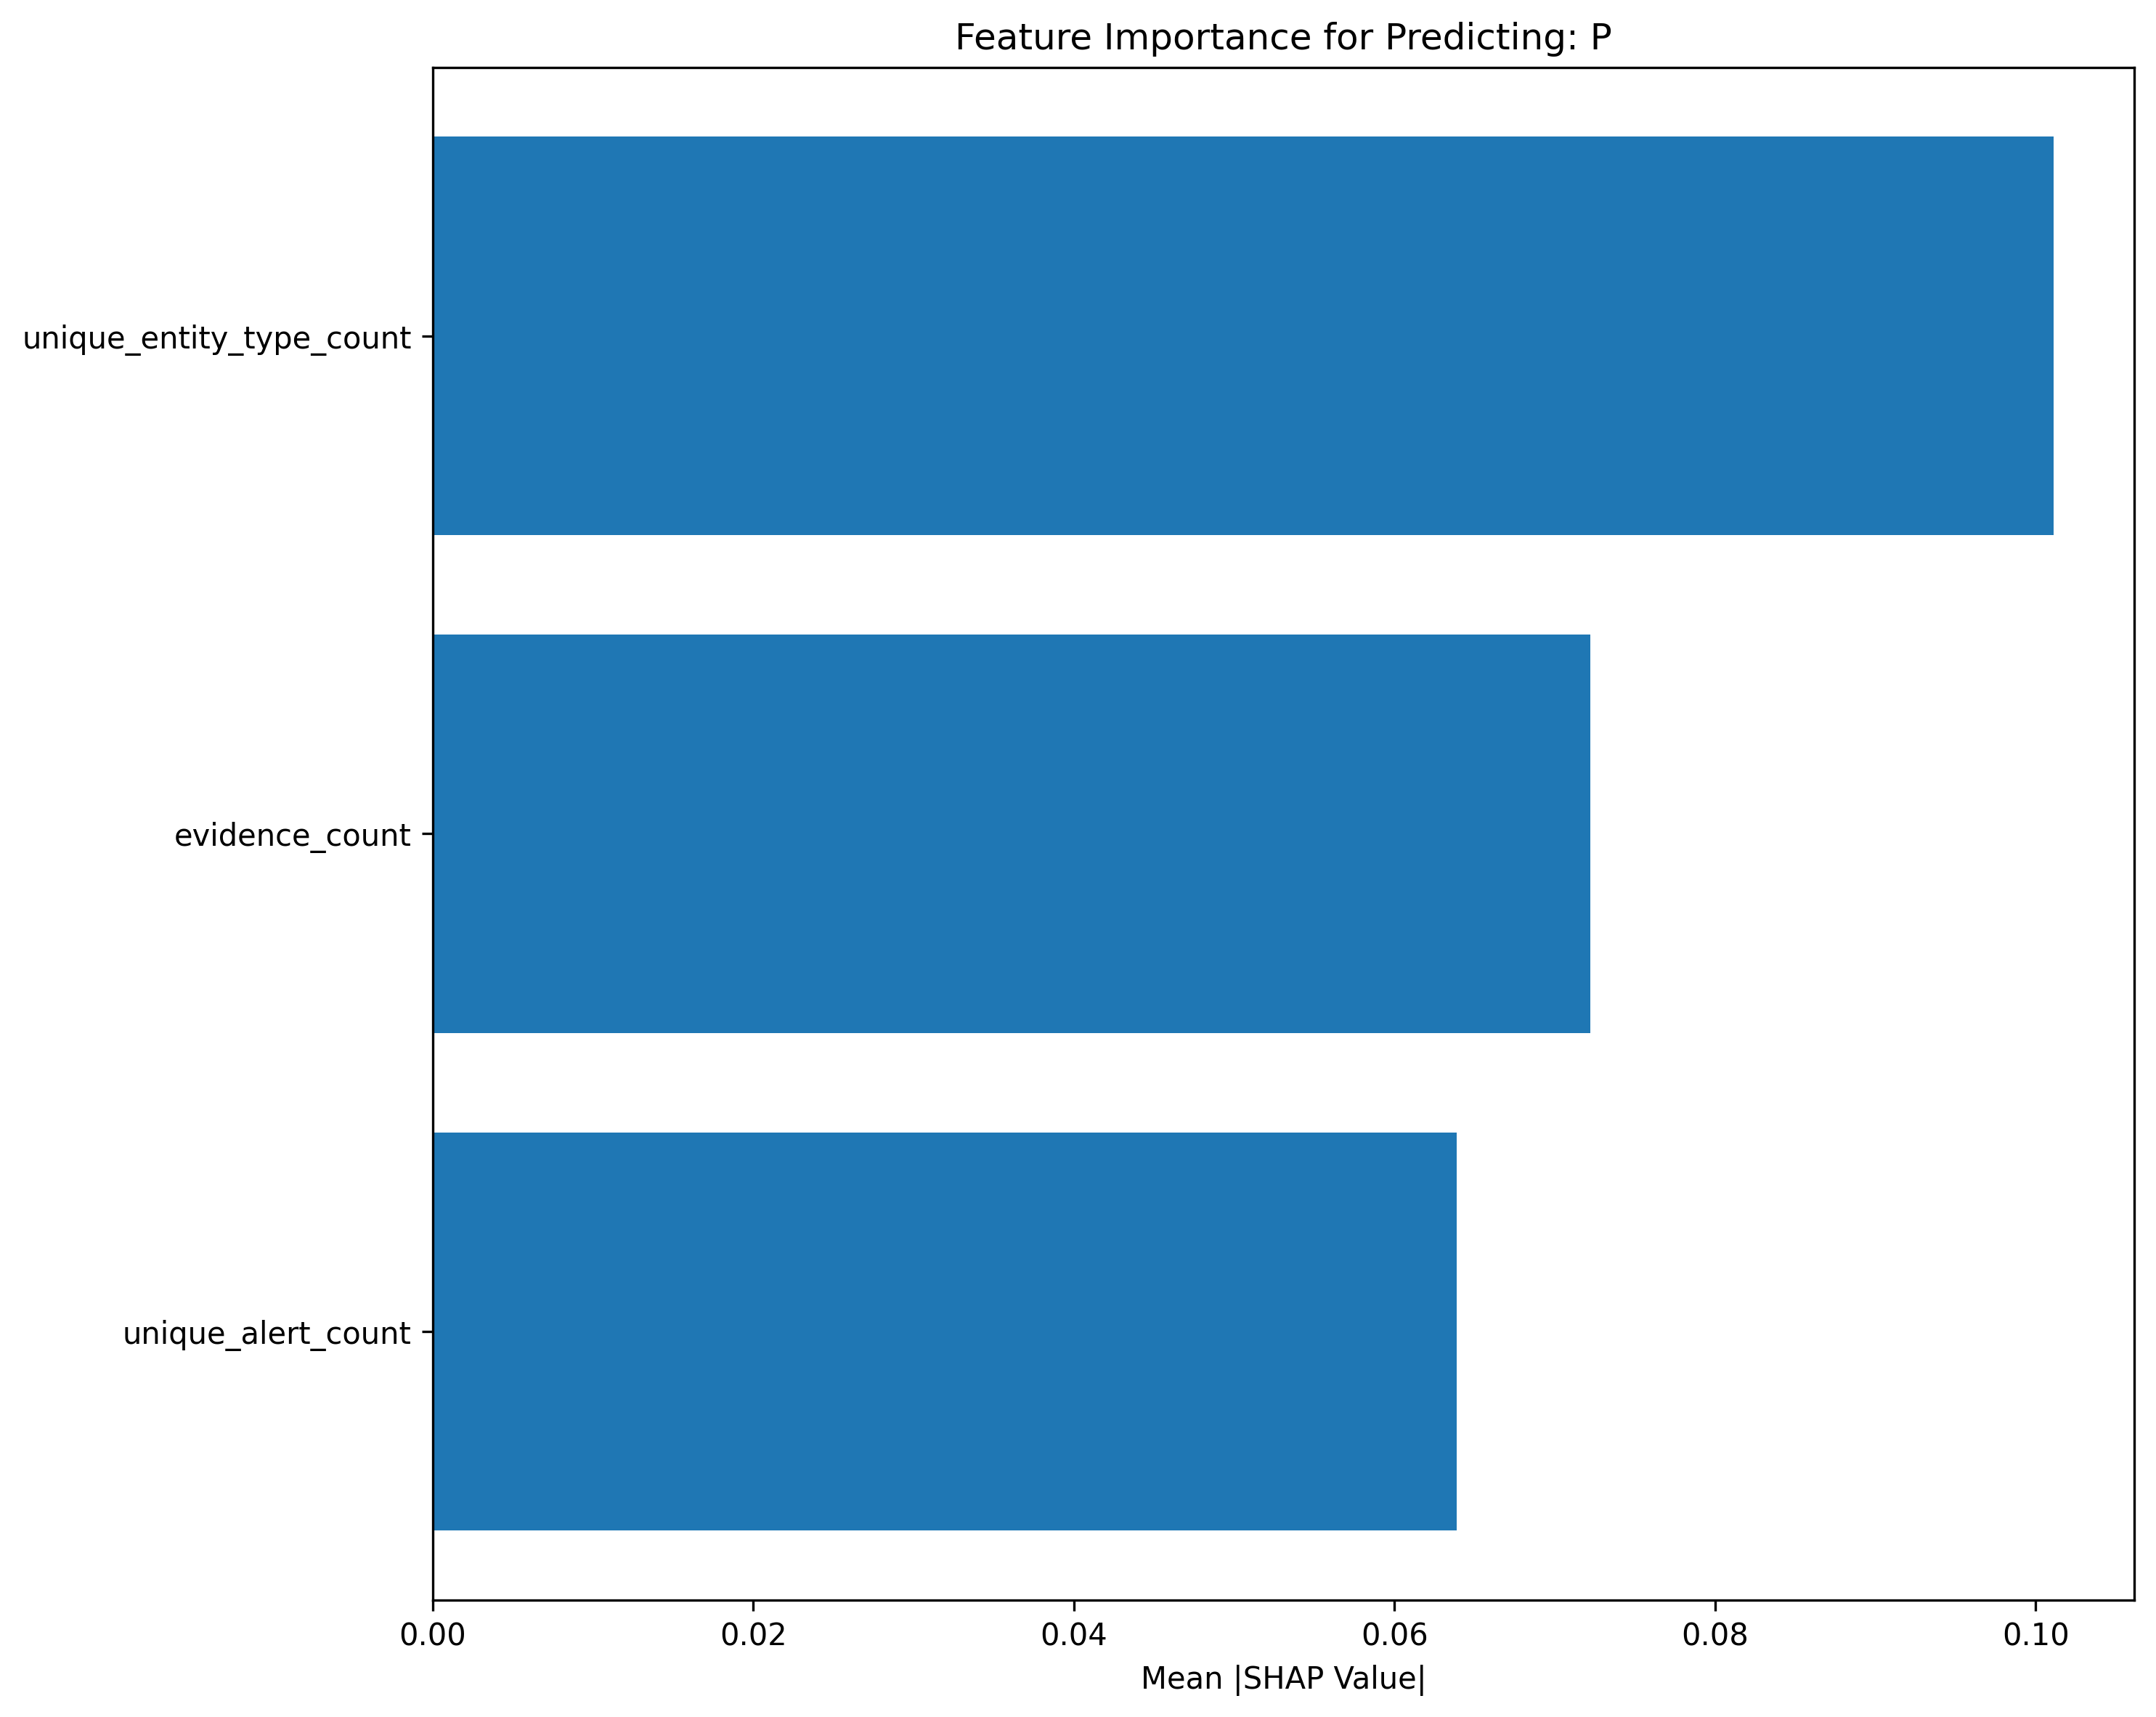 Feature Importance for Predicting: P
unique_entity_type_count
evidence_count
unique_alert_count
0.00 0.02 0.04 0.06 0.08 0.10
Mean |SHAP Value|